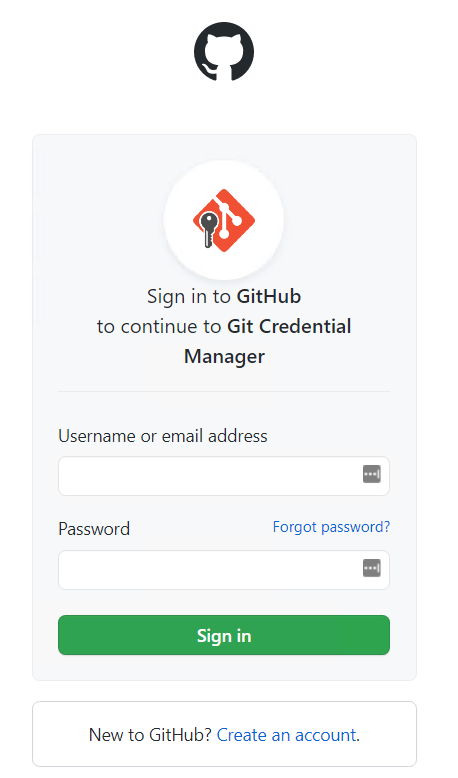 Sign in to GitHub
to continue to Git Credential
Manager
Username or email address
Password
Forgot password?
Sign in
New to GitHub? Create an account.